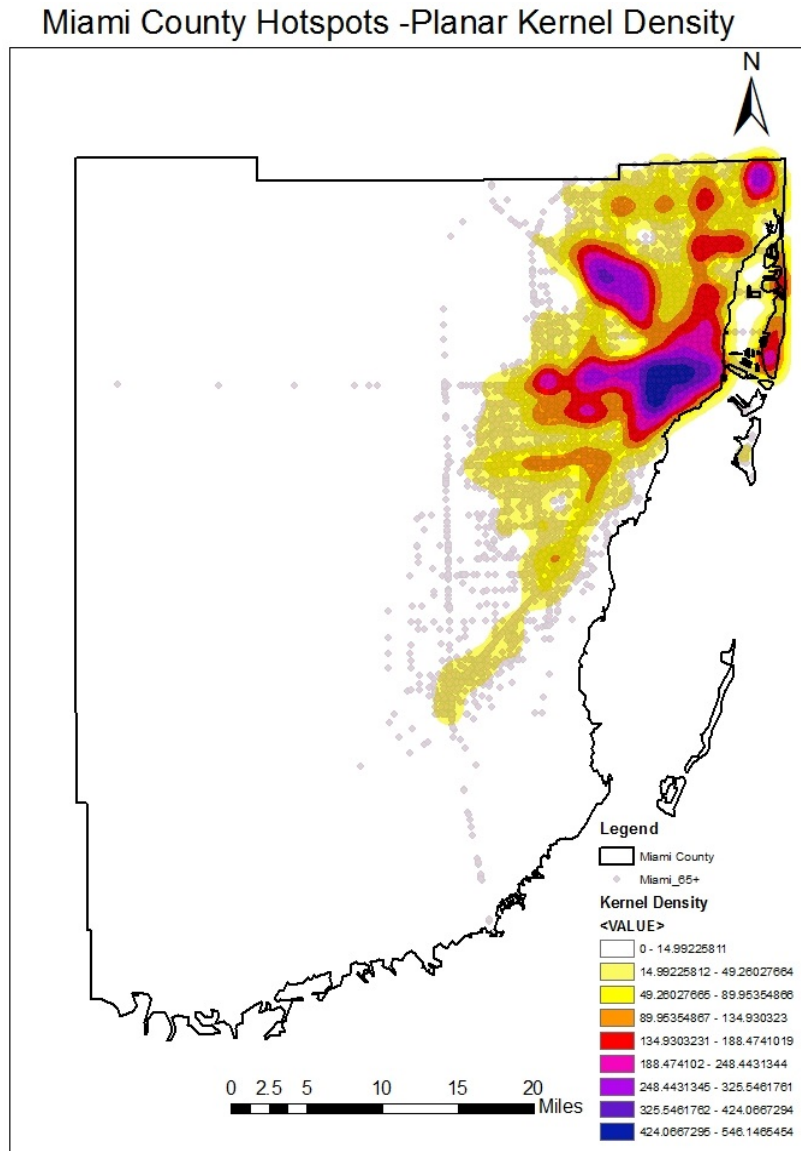 Miami County Hotspots -Planar Kernel Density
N
Legend
Miami County
Miami_65+
Kernel Density
<VALUE>
0 - 14.99225811
14.99225812 - 49.26027664
49.26027665 - 89.95354866
89.95354867 - 134.930323
134.9303231 - 188.4741019
188.474102 - 248.4431344
248.4431345 - 325.5461761
325.5461762 - 424.0667294
424.0667295 - 546.1465454
0 2.5 5 10 15 20
Miles